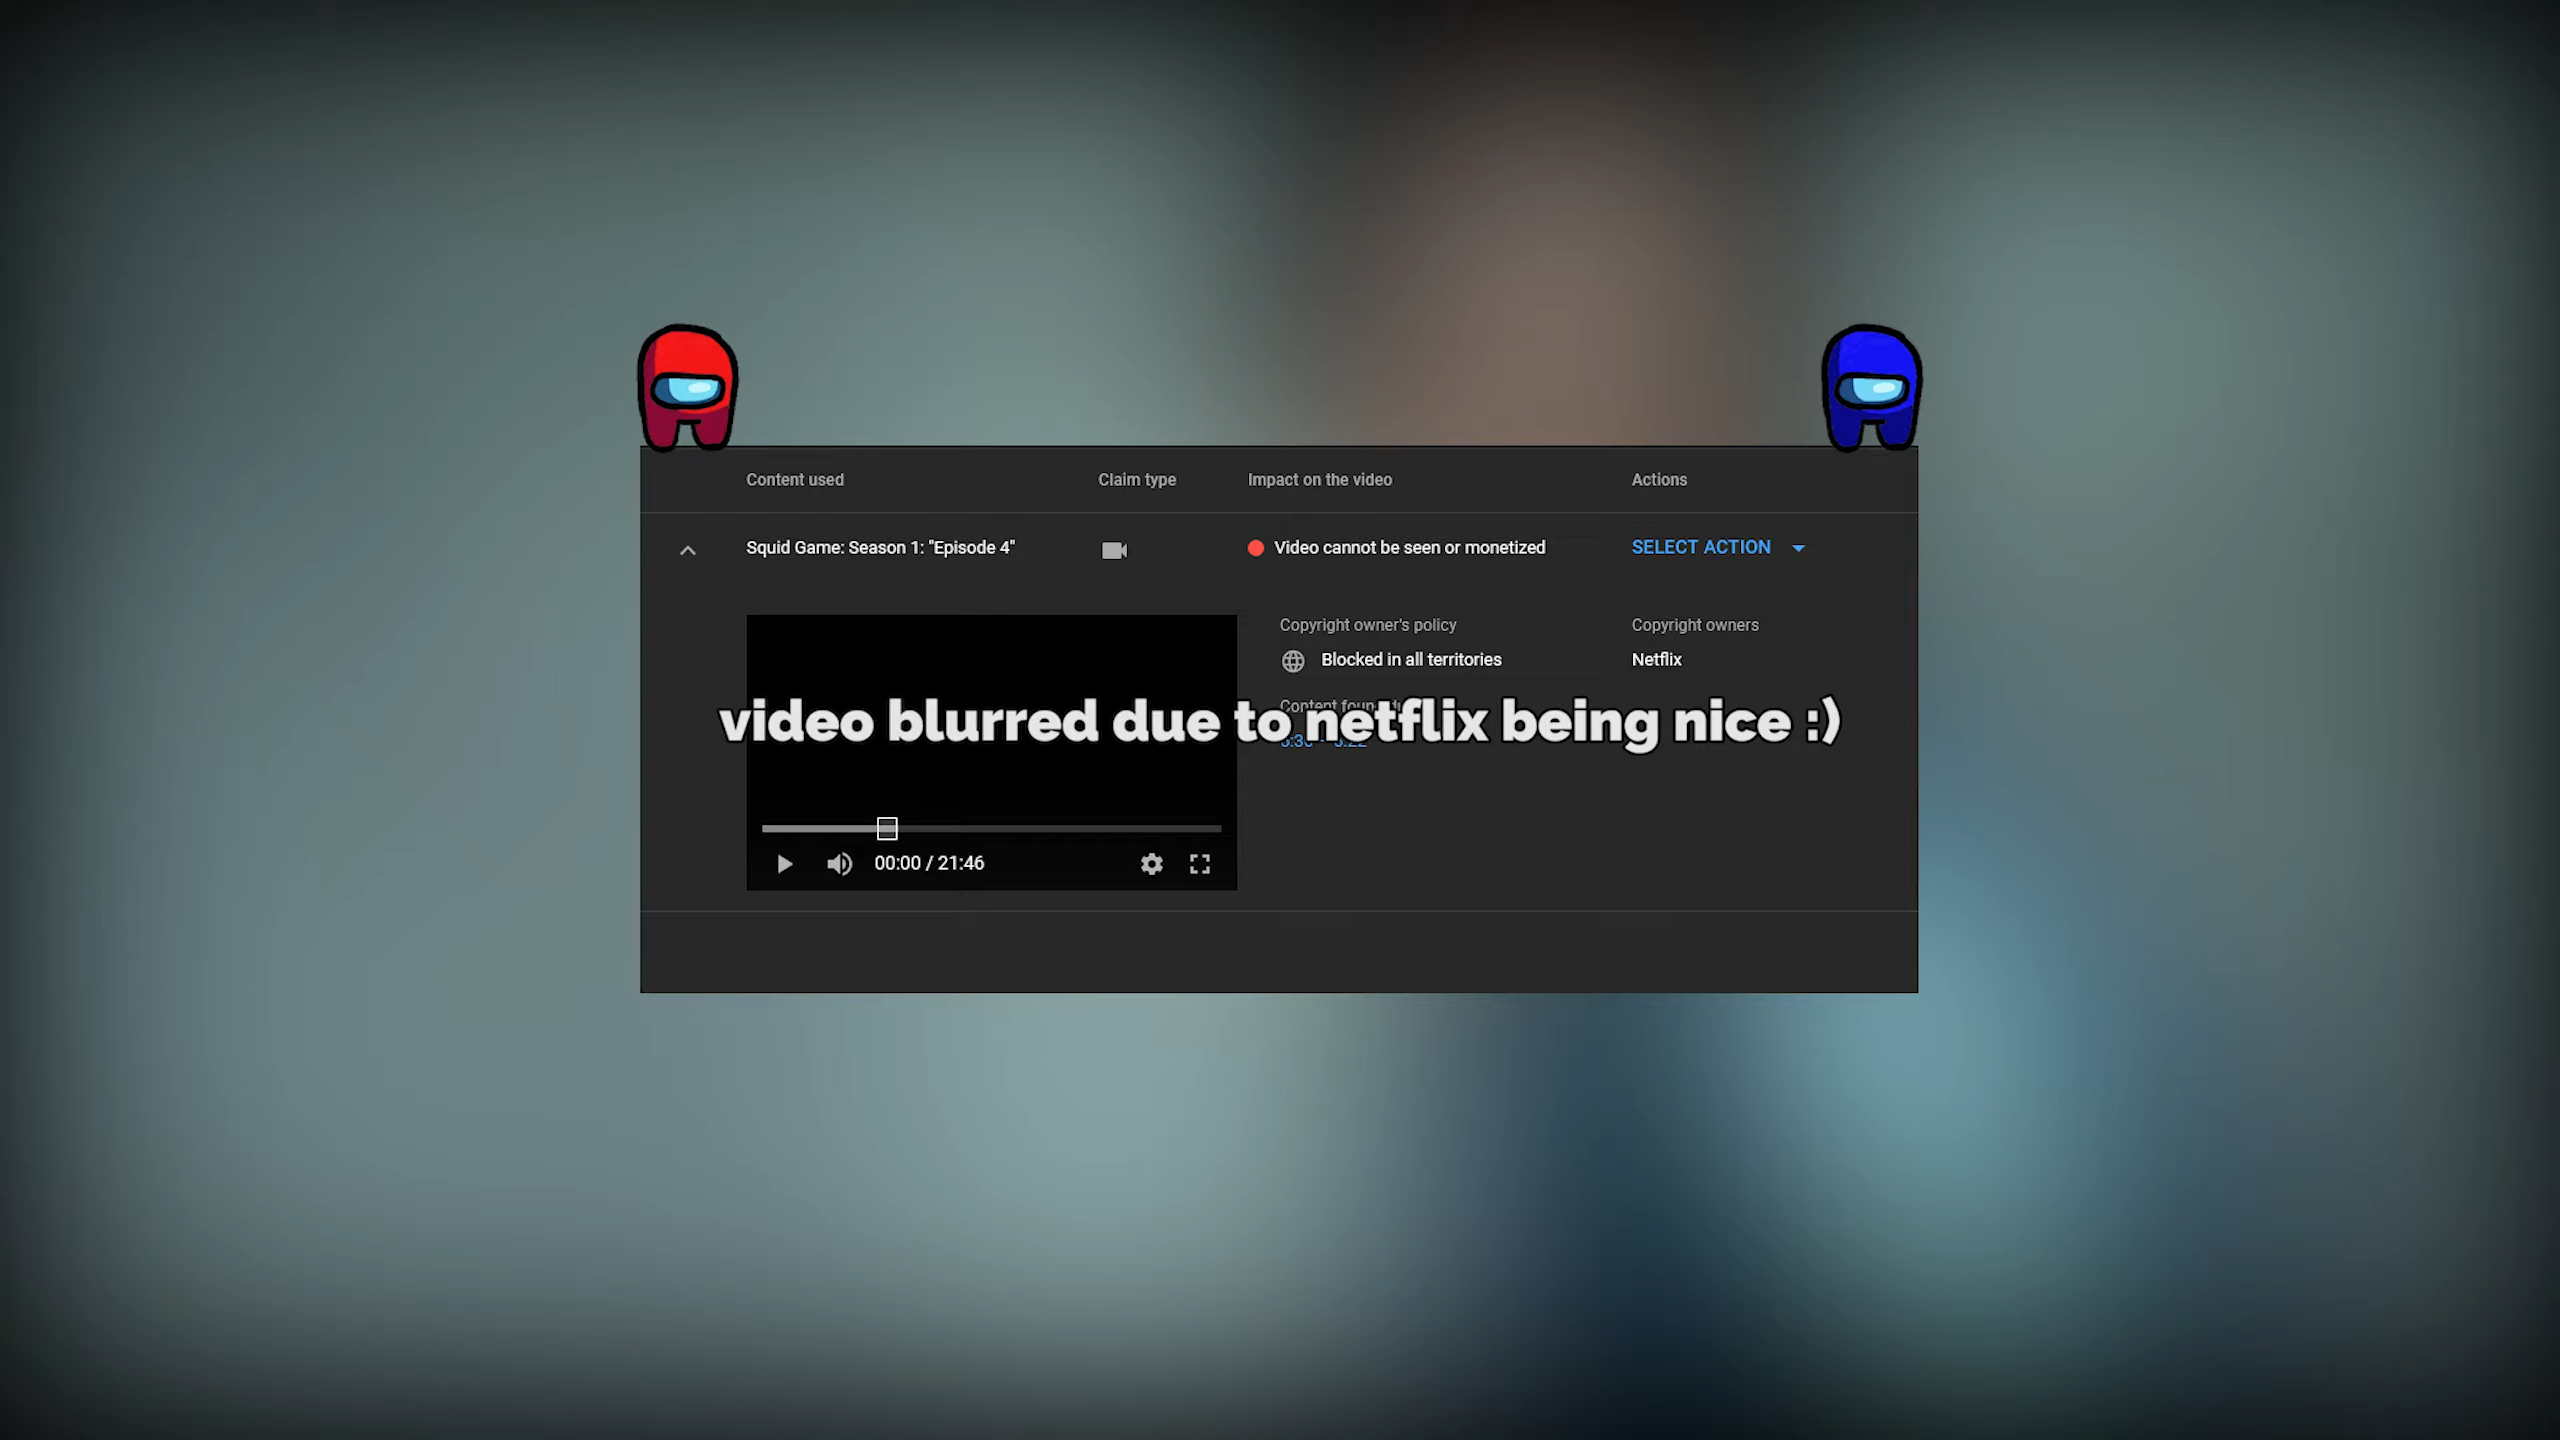 Content used Claim type Impact on the video Actions
Squid Game: Season 1: "Episode 4" Video cannot be seen or monetized SELECT ACTION
Copyright owner's policy Copyright owners
Blocked in all territories Netflix
Content
video blurred due to netflix being nice :)
00:00 / 21:46